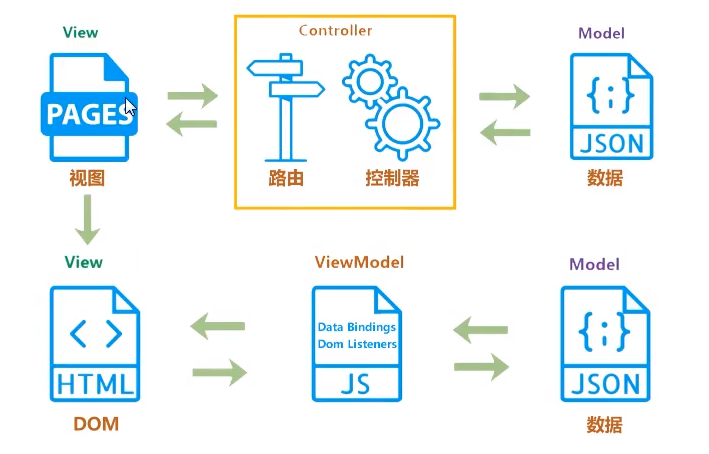 View
Controller
Model
PAGES
{;}
JSON
视图
路由
控制器
数据
View
ViewModel
Model
< >
Data Bindings
Dom Listeners
{;}
HTML
JS
JSON
DOM
数据